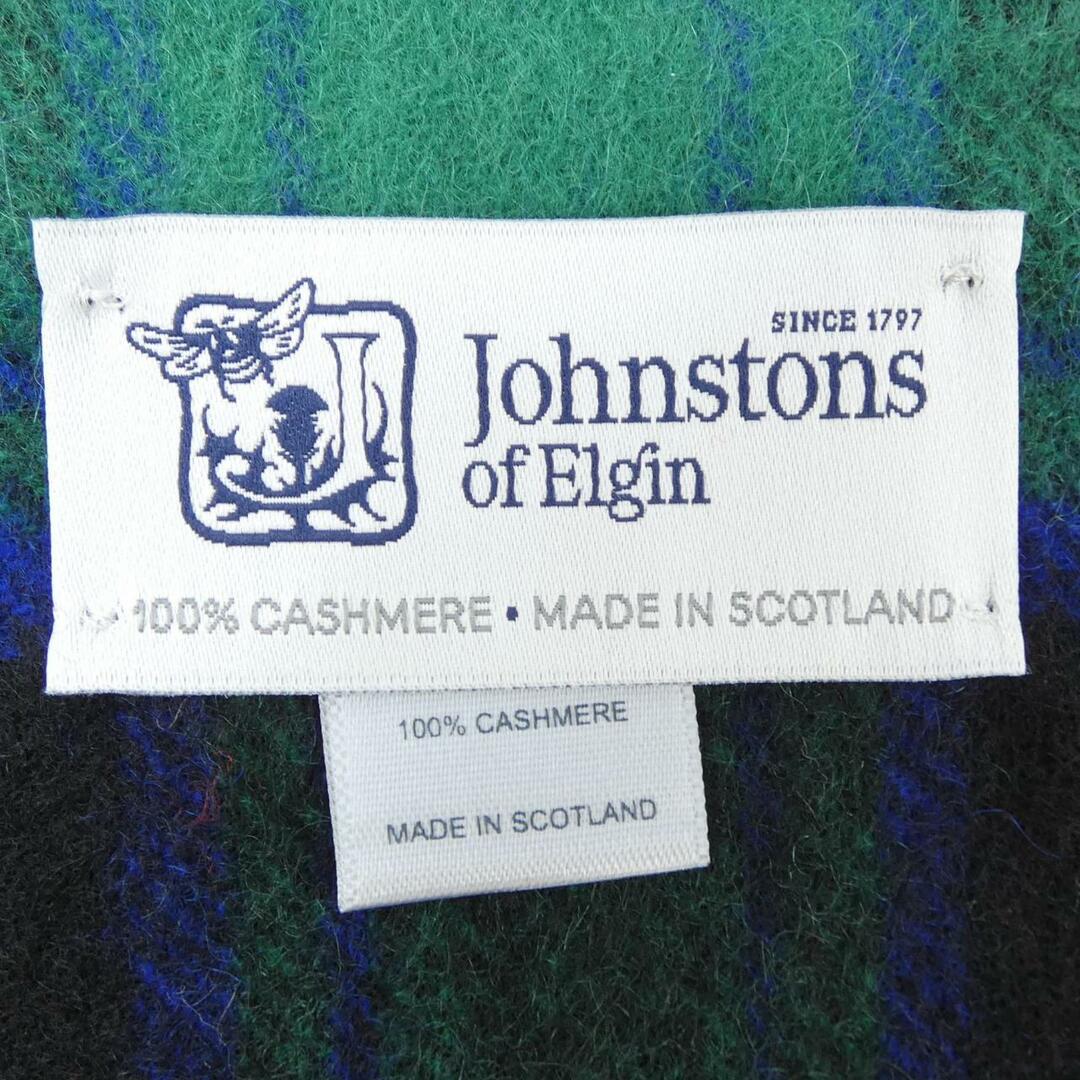 SINCE 1797
Johnstons
of Elgin
100% CASHMERE • MADE IN SCOTLAND
100% CASHMERE
MADE IN SCOTLAND